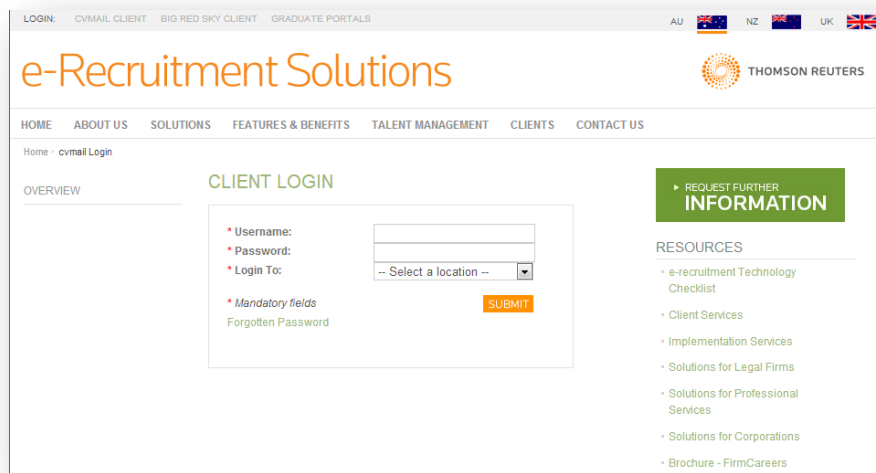 LOGIN: CVMAIL CLIENT BIG RED SKY CLIENT GRADUATE PORTALS
AU NZ UK
e-Recruitment Solutions
THOMSON REUTERS
HOME ABOUT US SOLUTIONS FEATURES & BENEFITS TALENT MANAGEMENT CLIENTS CONTACT US
Home › cvmail Login
OVERVIEW
CLIENT LOGIN
* Username:
* Password:
* Login To: -- Select a location --
* Mandatory fields
SUBMIT
Forgotten Password
REQUEST FURTHER
INFORMATION
RESOURCES
e-recruitment Technology
Checklist
Client Services
Implementation Services
Solutions for Legal Firms
Solutions for Professional
Services
Solutions for Corporations
Brochure - FirmCareers